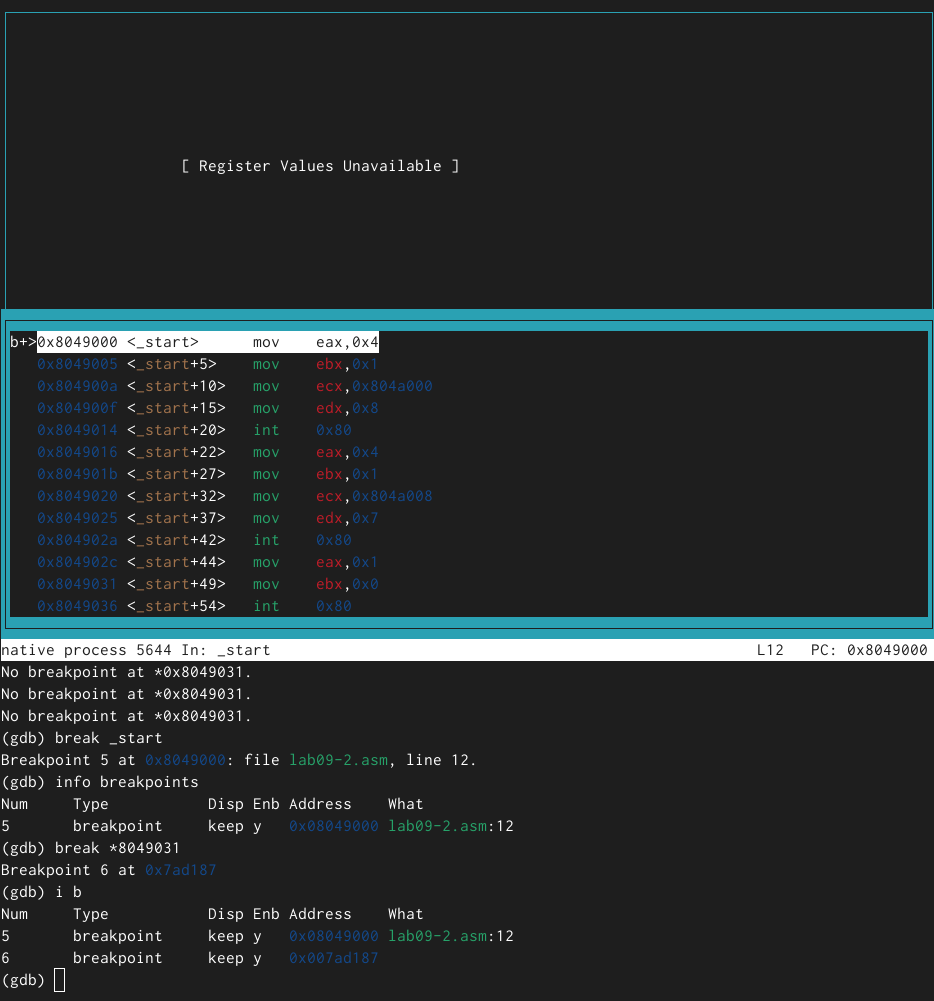 [ Register Values Unavailable ]
b+>0x8049000 <_start>      mov    eax,0x4
0x8049005 <_start+5>    mov    ebx,0x1
0x804900a <_start+10>   mov    ecx,0x804a000
0x804900f <_start+15>   mov    edx,0x8
0x8049014 <_start+20>   int    0x80
0x8049016 <_start+22>   mov    eax,0x4
0x804901b <_start+27>   mov    ebx,0x1
0x8049020 <_start+32>   mov    ecx,0x804a008
0x8049025 <_start+37>   mov    edx,0x7
0x804902a <_start+42>   int    0x80
0x804902c <_start+44>   mov    eax,0x1
0x8049031 <_start+49>   mov    ebx,0x0
0x8049036 <_start+54>   int    0x80
native process 5644 In: _start                                                      L12   PC: 0x8049000
No breakpoint at *0x8049031.
No breakpoint at *0x8049031.
No breakpoint at *0x8049031.
(gdb) break _start
Breakpoint 5 at 0x8049000: file lab09-2.asm, line 12.
(gdb) info breakpoints
Num     Type           Disp Enb Address    What
5       breakpoint     keep y   0x08049000 lab09-2.asm:12
(gdb) break *8049031
Breakpoint 6 at 0x7ad187
(gdb) i b
Num     Type           Disp Enb Address    What
5       breakpoint     keep y   0x08049000 lab09-2.asm:12
6       breakpoint     keep y   0x007ad187
(gdb)